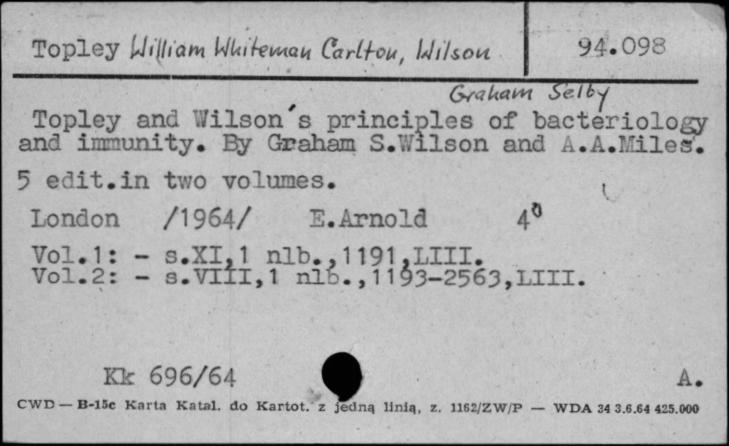 Topley William Whiteman Carlton, Wilson 94.098
Graham Selby
Topley and Wilson's principles of bacteriology
and immunity. By Graham S.Wilson and A.A.Miles.
5 edit.in two volumes.
London /1964/ E.Arnold 4⁰
Vol.1: - s.XI,1 nlb.,1191,LIII.
Vol.2: - s.VIII,1 nlb.,1193-2563,LIII.
Kk 696/64 A.
CWD — B-15c Karta Katal. do Kartot. z jedną linią, z. 1162/ZW/P — WDA 34 3.6.64 425.000